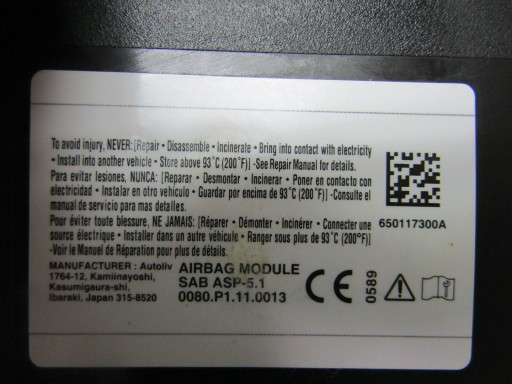 To avoid injury, NEVER: [Repair · Disassemble · Incinerate · Bring into contact with electricity
· Install into another vehicle · Store above 93˚C (200˚F)] -See Repair Manual for details.
Para evitar lesiones, NUNCA: [Reparar · Desmontar · Incinerar · Poner en contacto con
electricidad · Instalar en otro vehículo · Guardar por encima de 93˚C (200˚F)] -Consulte el
manual de servicio para mas detalles.
Pour éviter toute blessure, NE JAMAIS: [Réparer · Démonter · Incinérer · Connecter une
source électrique · Installer dans un autre véhicule · Ranger sous plus de 93˚C (200˚F)]
-Voir le Manuel de Réparation pour plus de détails.
650117300A
MANUFACTURER : Autoliv
1764-12, Kamiinayoshi,
Kasumigaura-shi,
Ibaraki, Japan 315-8520
AIRBAG MODULE
SAB ASP-5.1
0080.P1.11.0013
CE
0589